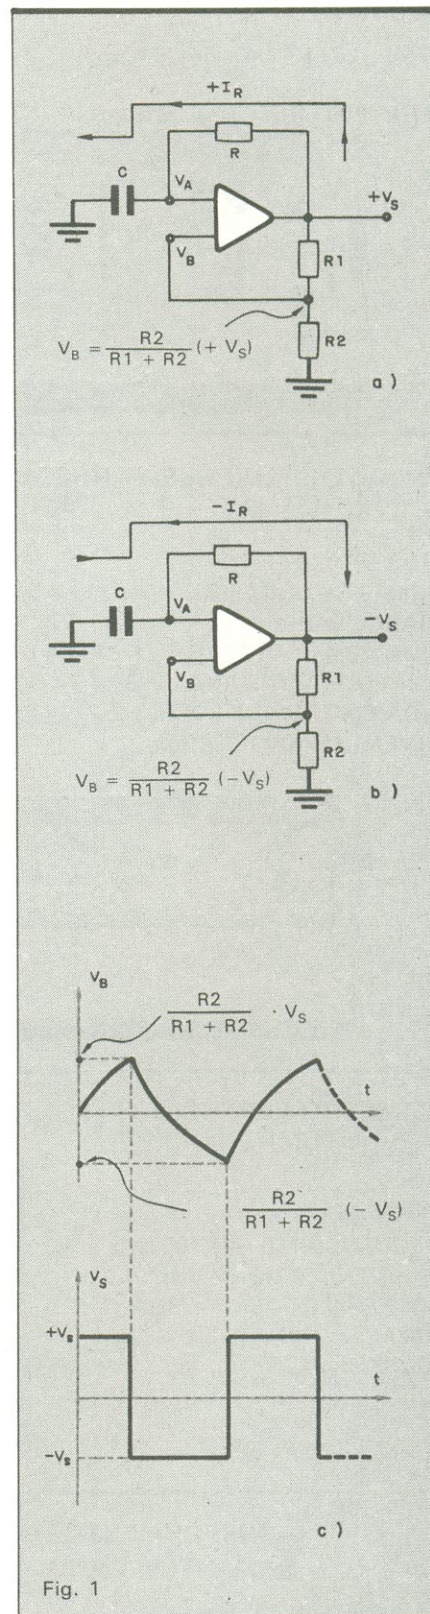 +I_R
R
C
V_A
+V_S
V_B
R1
V_B = R2 / (R1 + R2) (+ V_S)
R2
a )
-I_R
R
C
V_A
-V_S
V_B
R1
R2
V_B = R2 / (R1 + R2) (-V_S)
b )
V_B
R2 / (R1 + R2) · V_S
t
R2 / (R1 + R2) (- V_S)
V_S
+V_S
t
-V_S
c )
Fig. 1